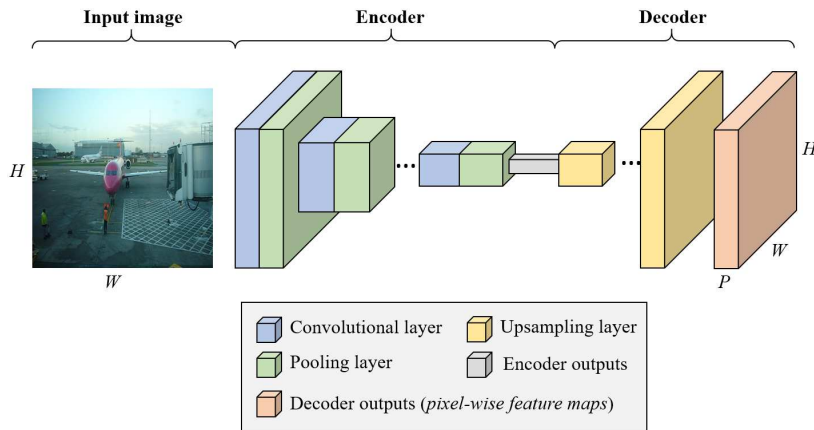 Input image
Encoder
Decoder
H
W
...
...
H
W
P
Convolutional layer
Upsampling layer
Pooling layer
Encoder outputs
Decoder outputs (pixel-wise feature maps)